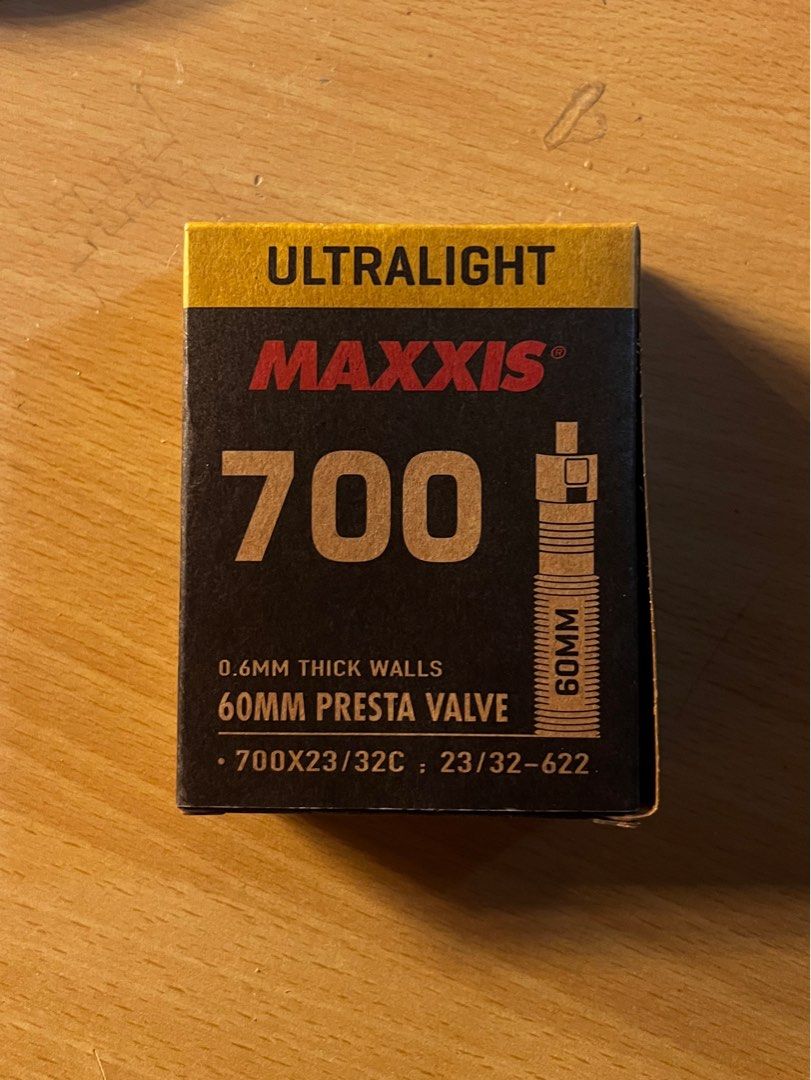 ULTRALIGHT
MAXXIS®
700
60MM
0.6MM THICK WALLS
60MM PRESTA VALVE
• 700X23/32C ; 23/32-622